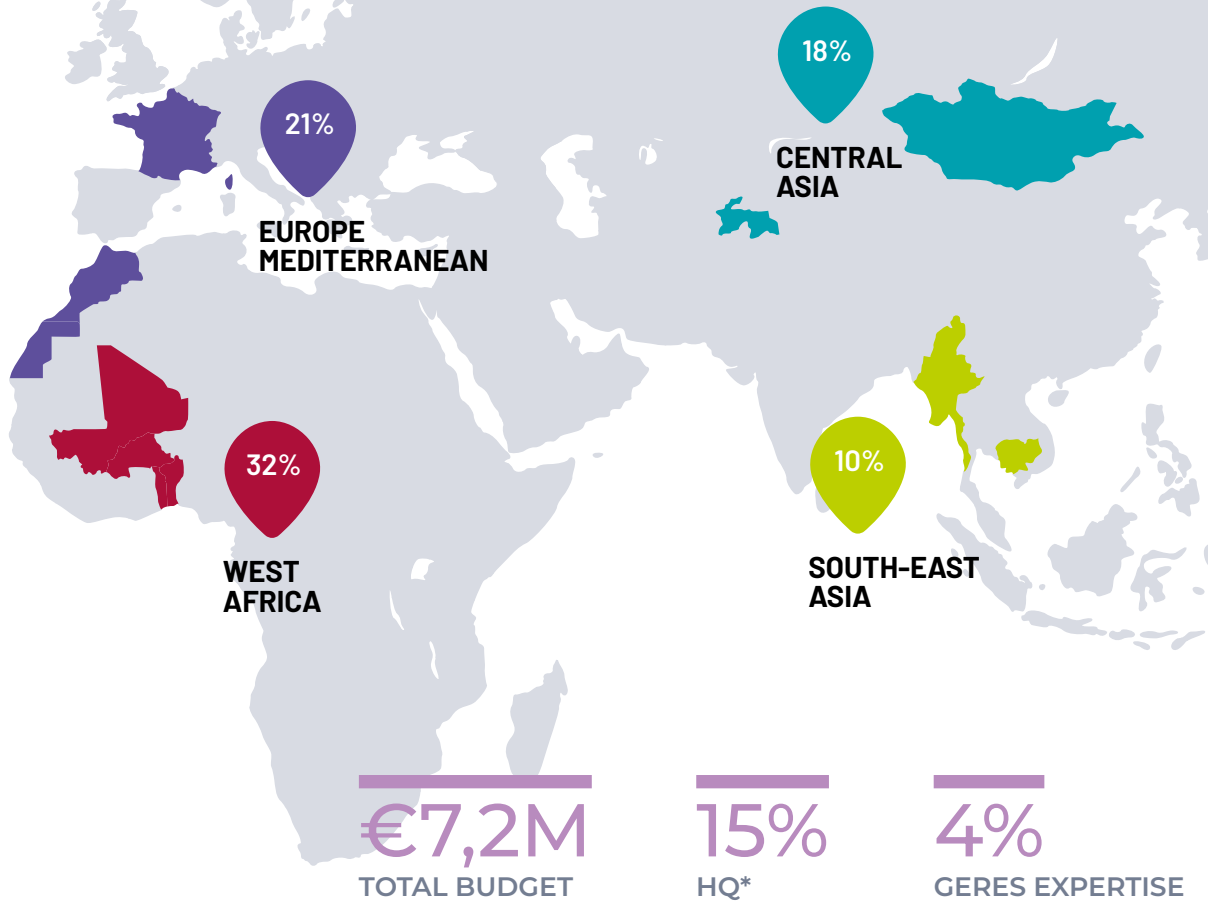 18%
CENTRAL
ASIA
21%
EUROPE
MEDITERRANEAN
32%
WEST
AFRICA
10%
SOUTH-EAST
ASIA
€7,2M
TOTAL BUDGET
15%
HQ*
4%
GERES EXPERTISE